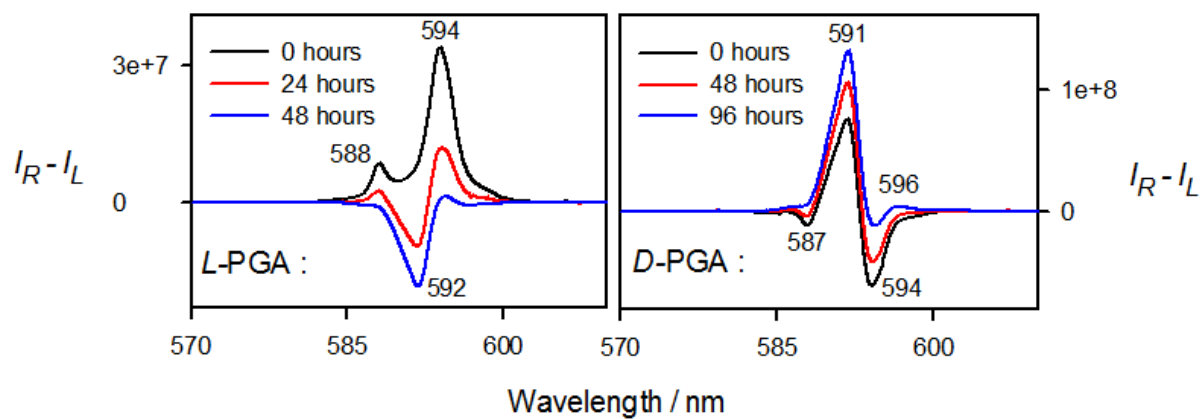 594
591
3e+7
0 hours
24 hours
48 hours
0 hours
48 hours
96 hours
1e+8
588
596
I_R - I_L
I_R - I_L
0
0
587
L-PGA :
592
D-PGA :
594
570
585
600
570
585
600
Wavelength / nm